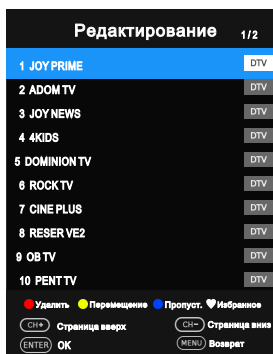 Редактирование 1/2
1 JOY PRIME DTV
2 ADOM TV DTV
3 JOY NEWS DTV
4 4KIDS DTV
5 DOMINION TV DTV
6 ROCK TV DTV
7 CINE PLUS DTV
8 RESERVE2 DTV
9 OB TV DTV
10 PENT TV DTV
Удалить Перемещение Пропуст. Избранное
CH+ Страница вверх CH- Страница вниз
ENTER OK MENU Возврат